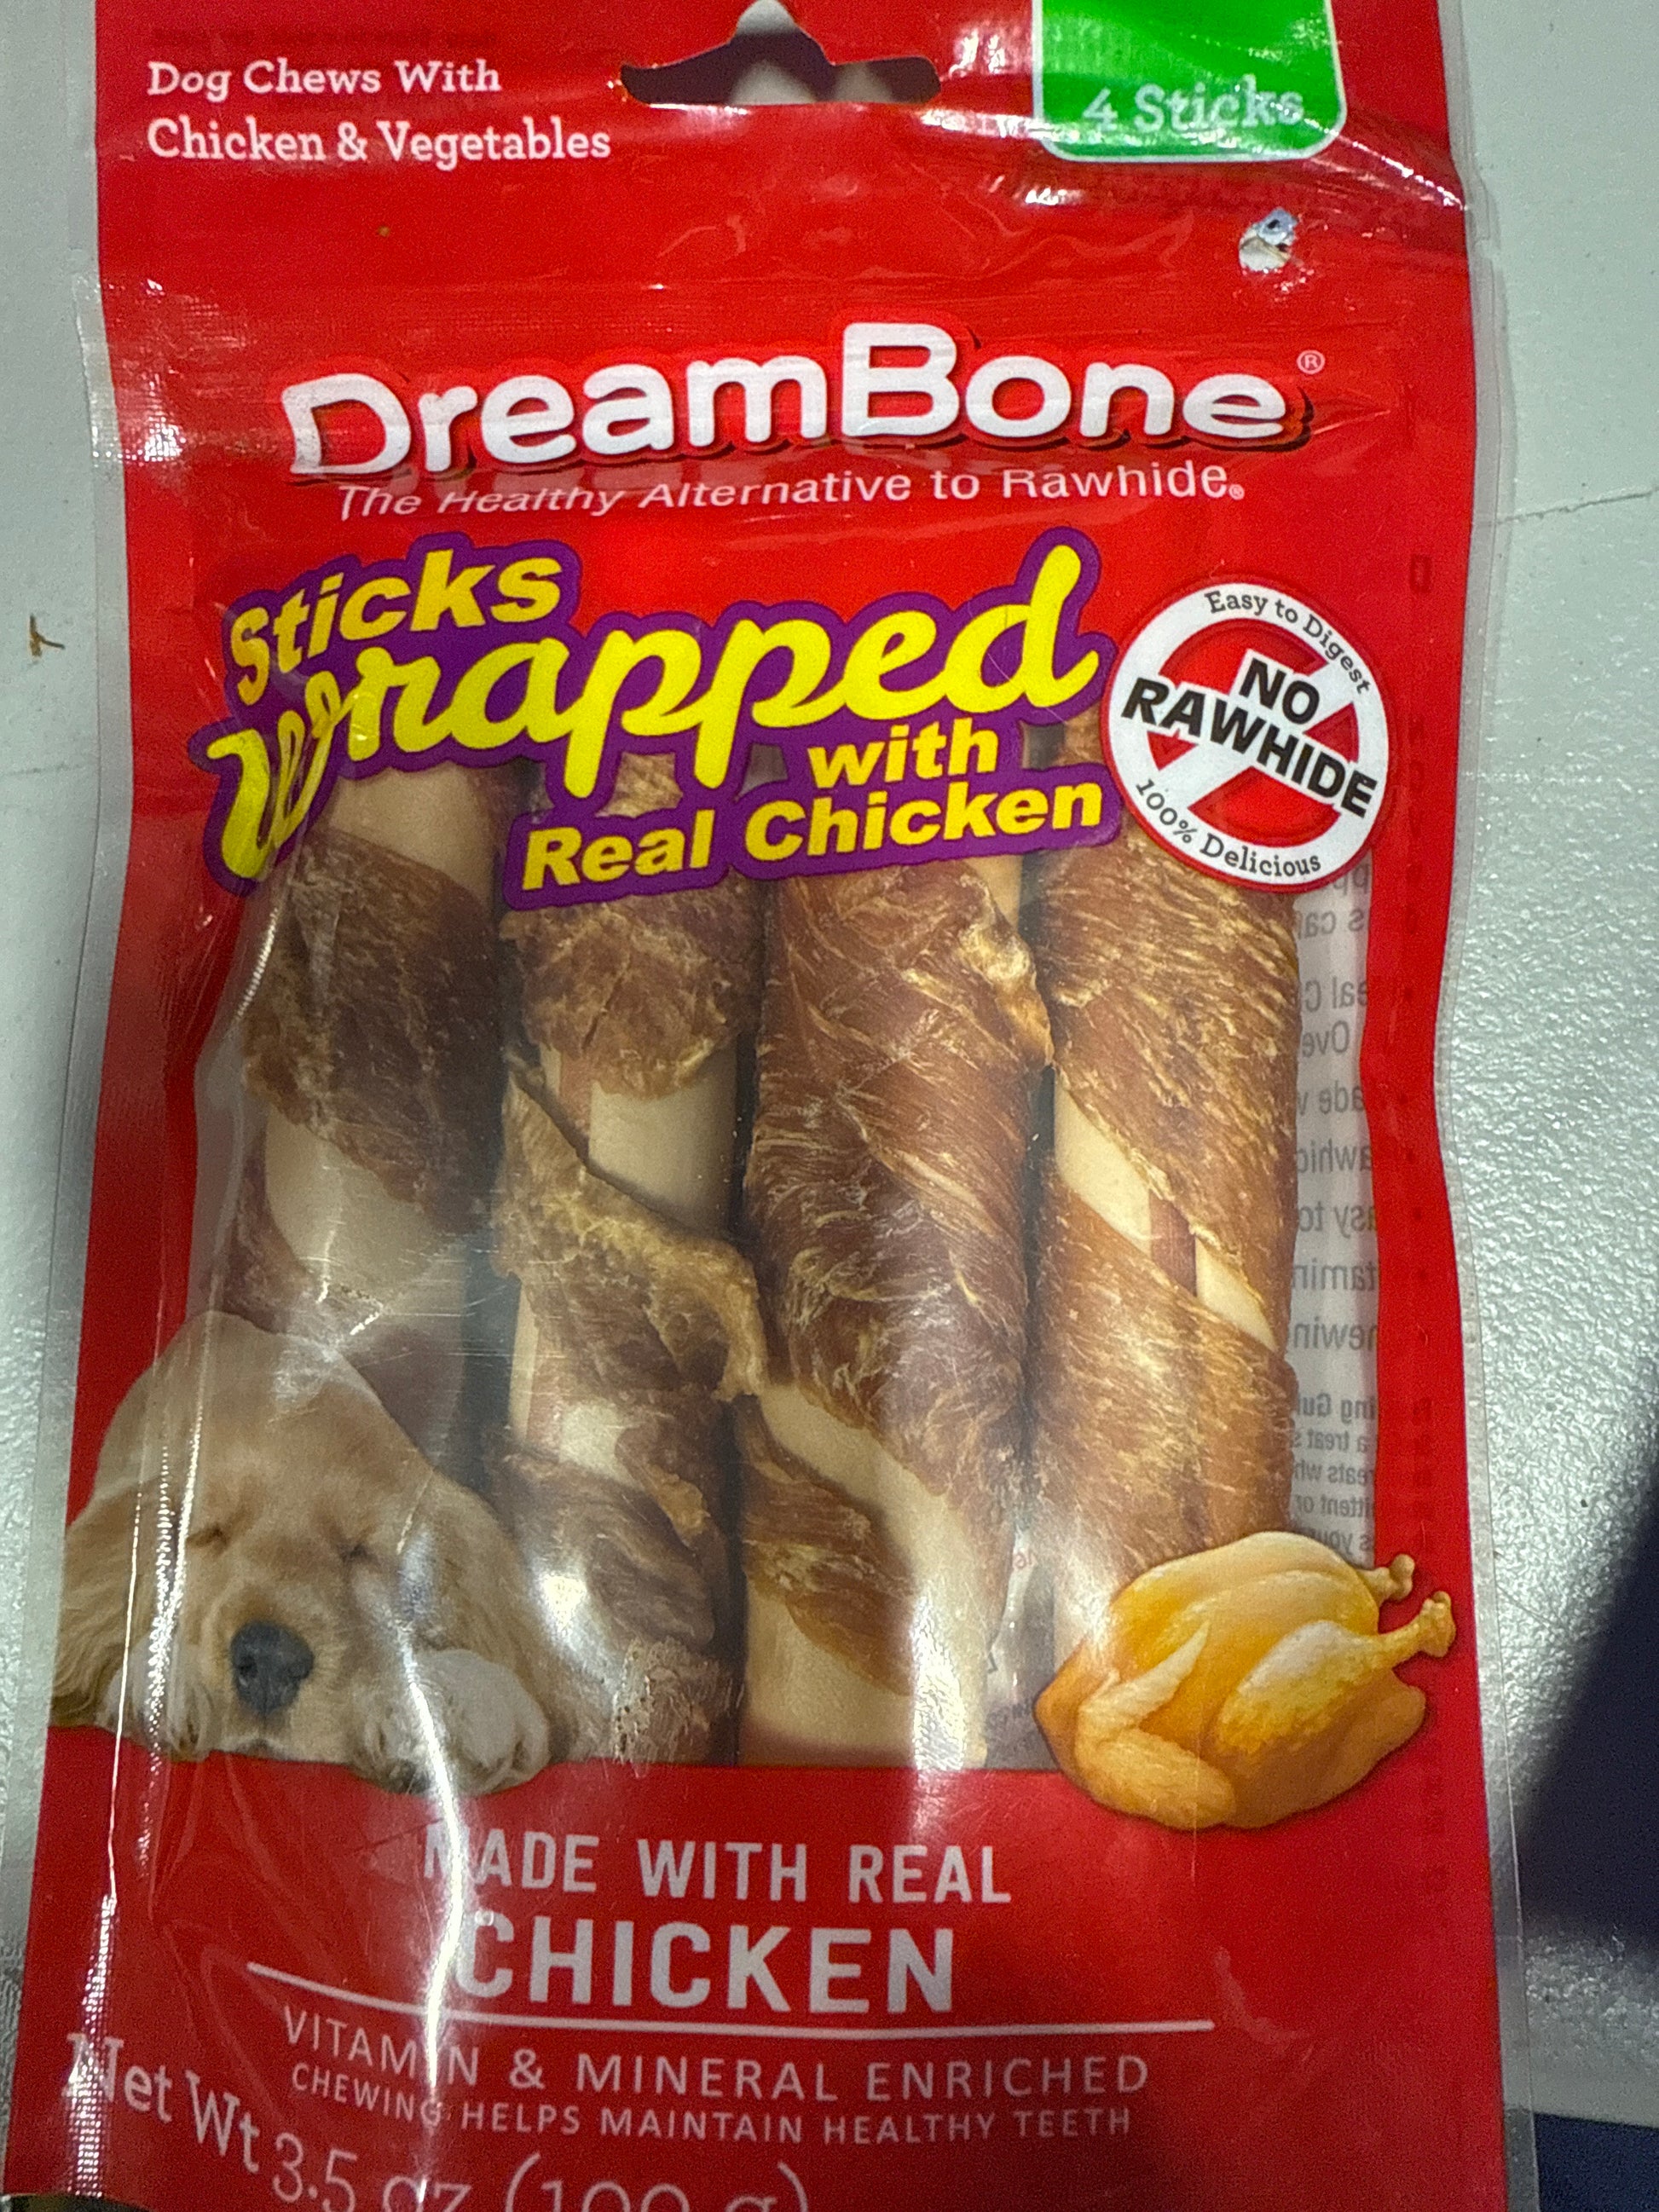 Dog Chews With
Chicken & Vegetables
4 Sticks
DreamBone®
The Healthy Alternative to Rawhide®
Sticks
Wrapped
with
Real Chicken
Easy to Digest
NO
RAWHIDE
100% Delicious
MADE WITH REAL
CHICKEN
VITAMIN & MINERAL ENRICHED
CHEWING HELPS MAINTAIN HEALTHY TEETH
Net Wt 3.5 oz (100 g)